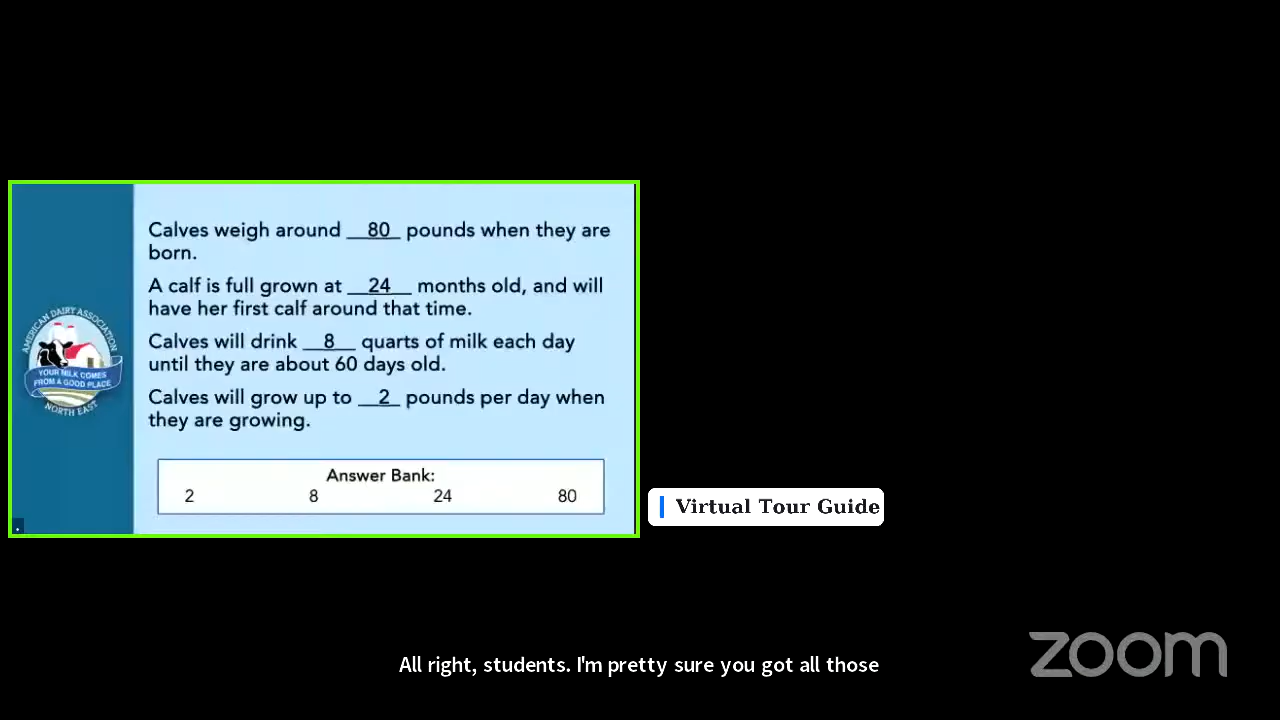 Calves weigh around __80__ pounds when they are
born.
A calf is full grown at __24__ months old, and will
have her first calf around that time.
Calves will drink __8__ quarts of milk each day
until they are about 60 days old.
Calves will grow up to __2__ pounds per day when
they are growing.
AMERICAN DAIRY ASSOCIATION
YOUR MILK COMES
FROM A GOOD PLACE
NORTH EAST
Answer Bank:
2 8 24 80
Virtual Tour Guide
All right, students. I'm pretty sure you got all those
zoom